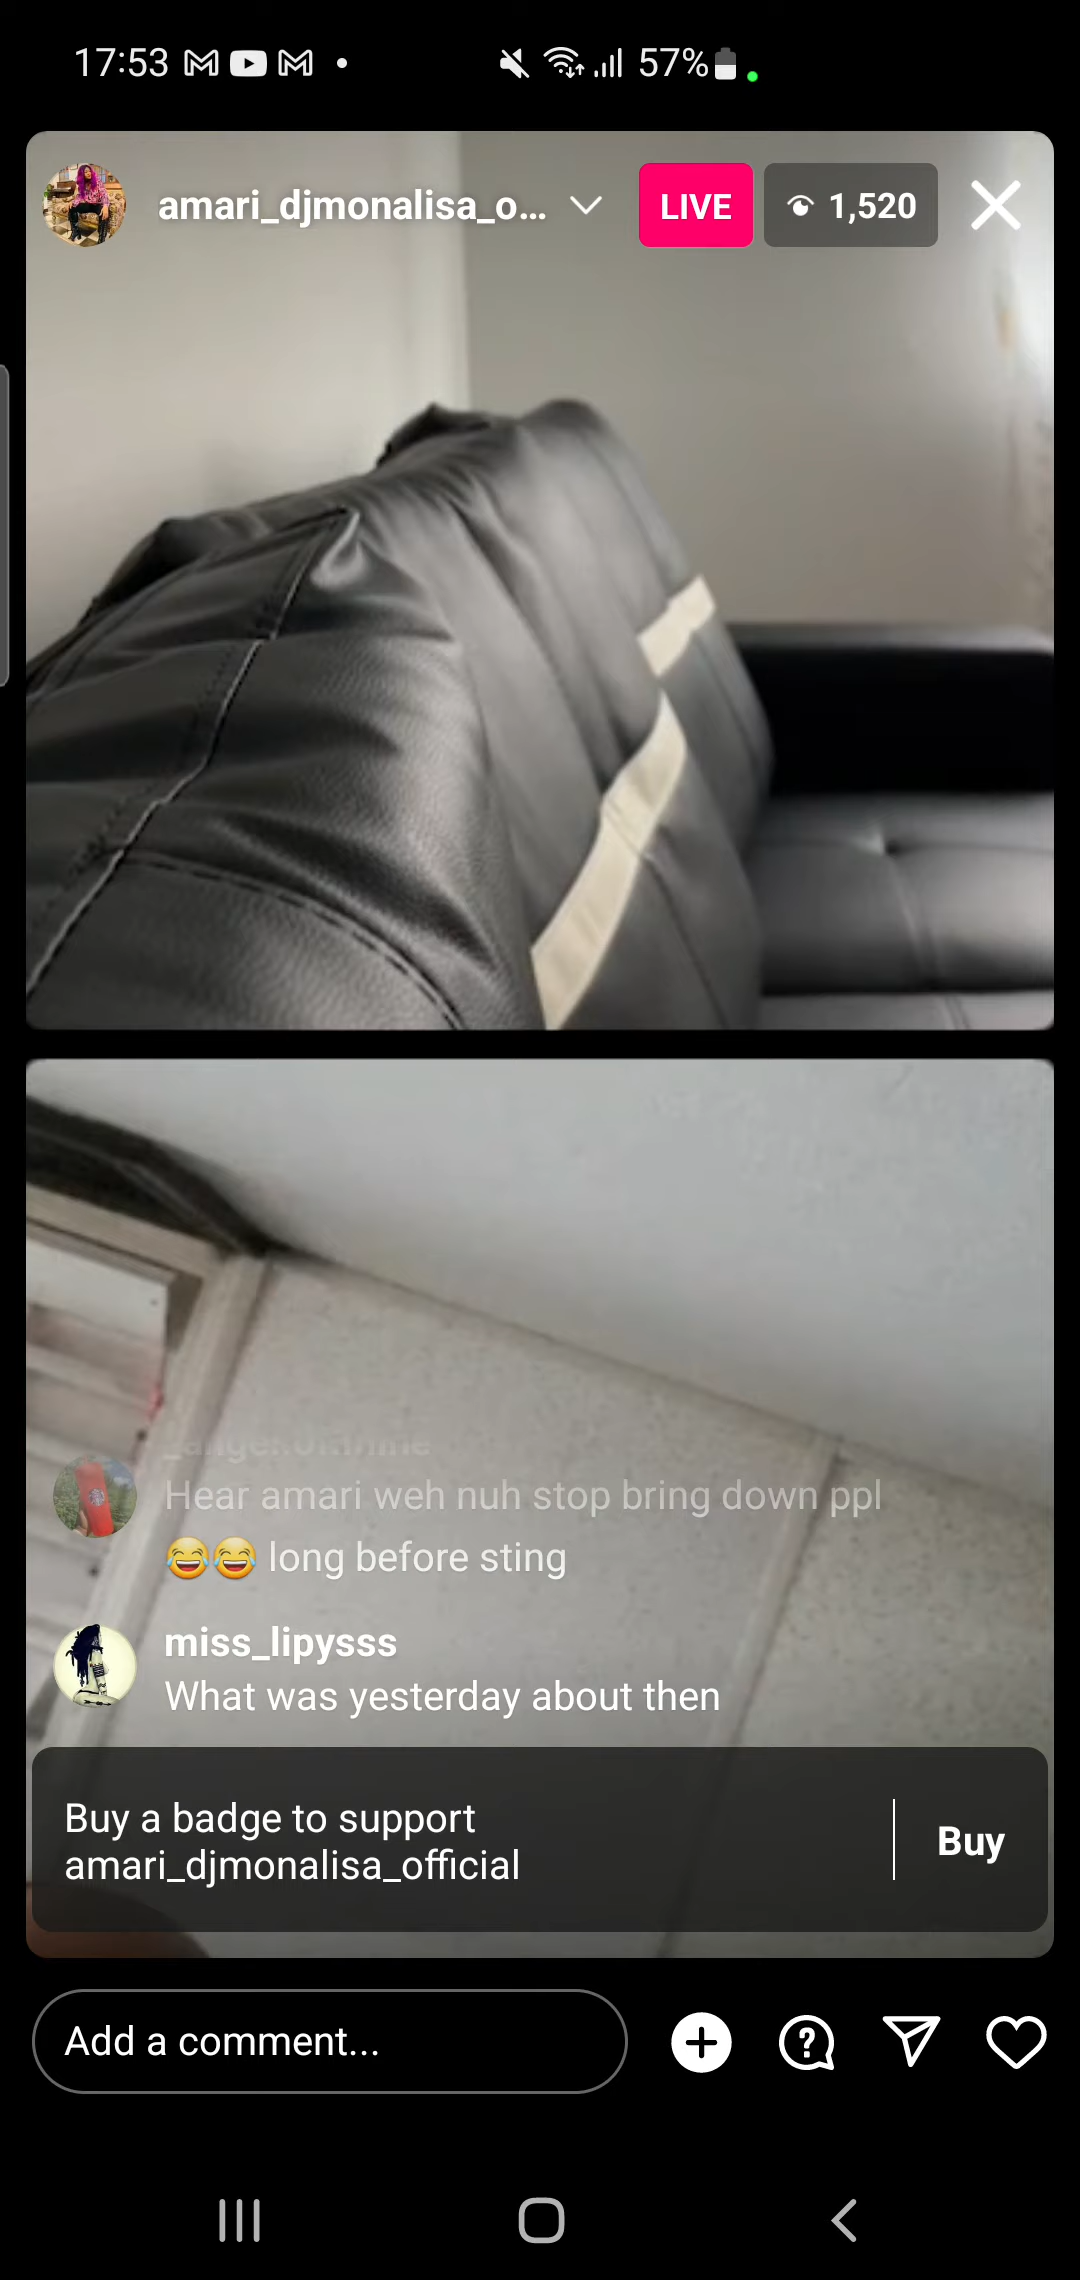 17:53
57%
amari_djmonalisa_o...
LIVE
1,520
Hear amari weh nuh stop bring down ppl
😂😂 long before sting
miss_lipysss
What was yesterday about then
Buy a badge to support
amari_djmonalisa_official
Buy
Add a comment...